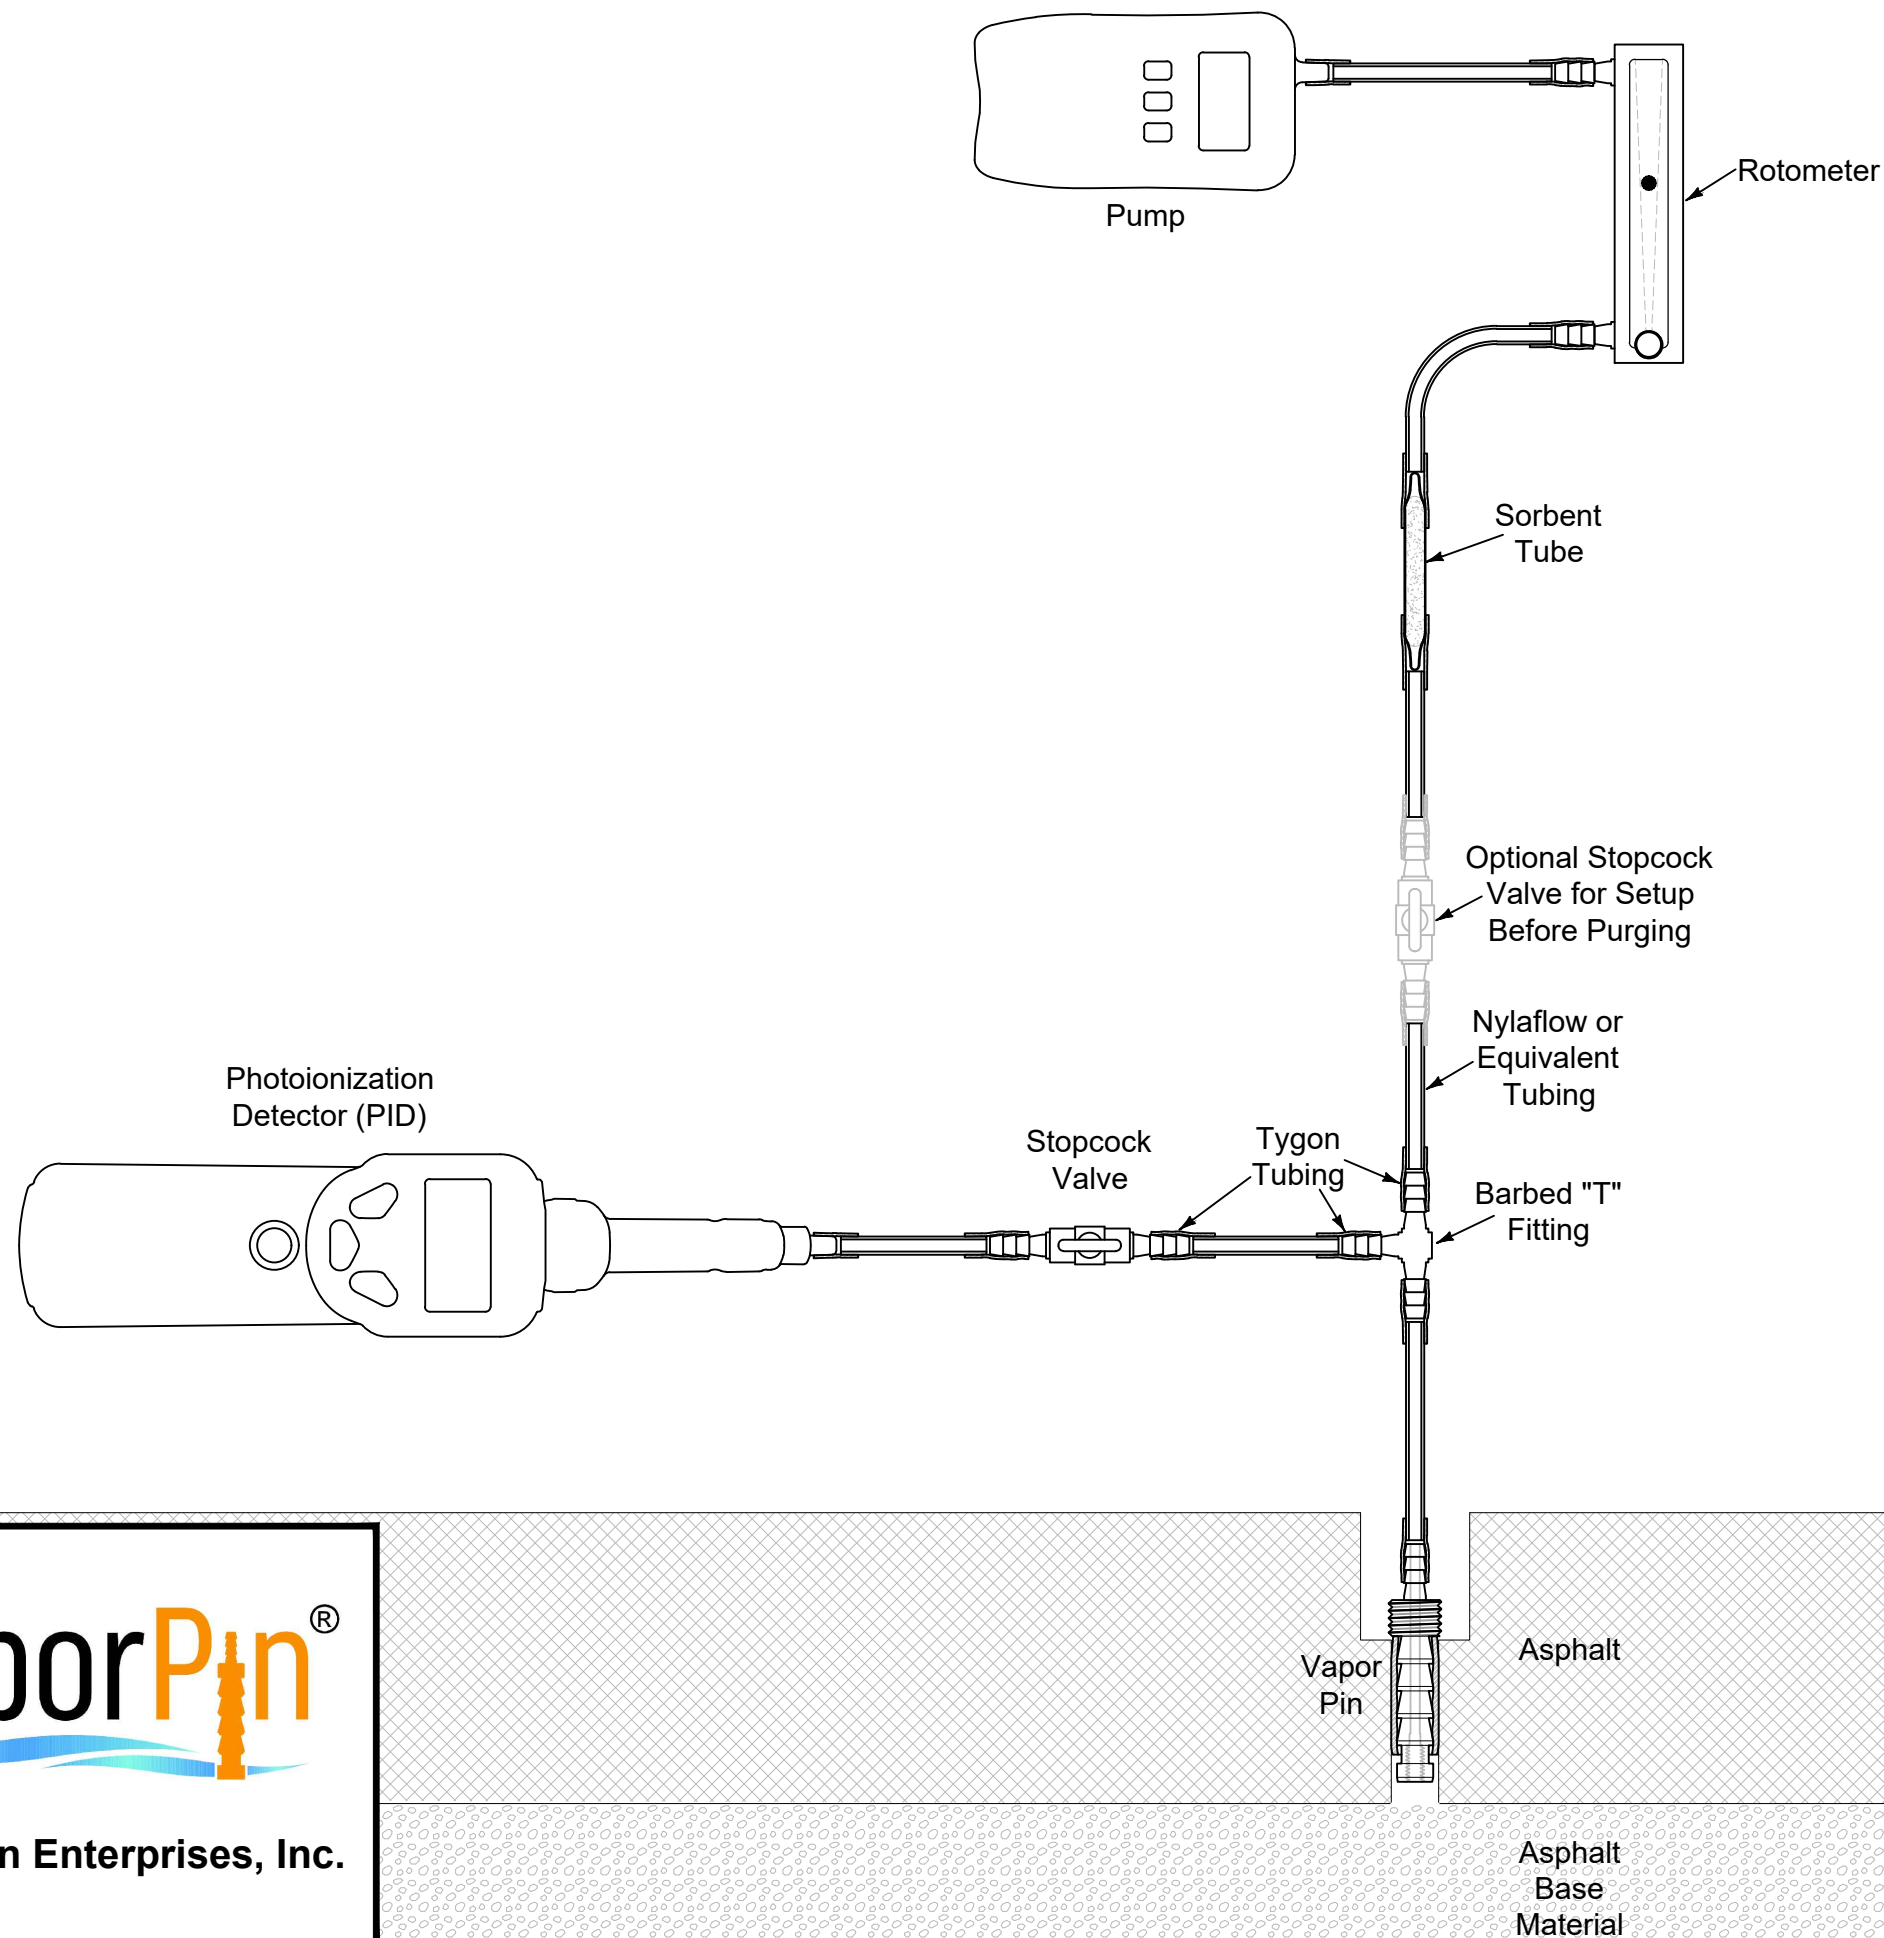 Pump
Rotometer
Sorbent
Tube
Optional Stopcock
Valve for Setup
Before Purging
Nylaflow or
Equivalent
Tubing
Photoionization
Detector (PID)
Stopcock
Valve
Tygon
Tubing
Barbed "T"
Fitting
Vapor
Pin
Asphalt
porPin®
n Enterprises, Inc.
Asphalt
Base
Material